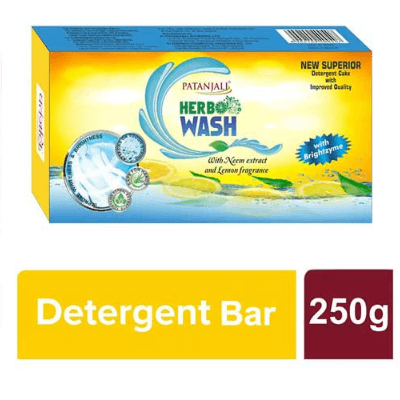 PATANJALI
HERBO
WASH
With Neem extract
and Lemon fragrance
NEW SUPERIOR
Detergent Cake
with
Improved Quality
with
Brightzyme
Detergent Bar
250g